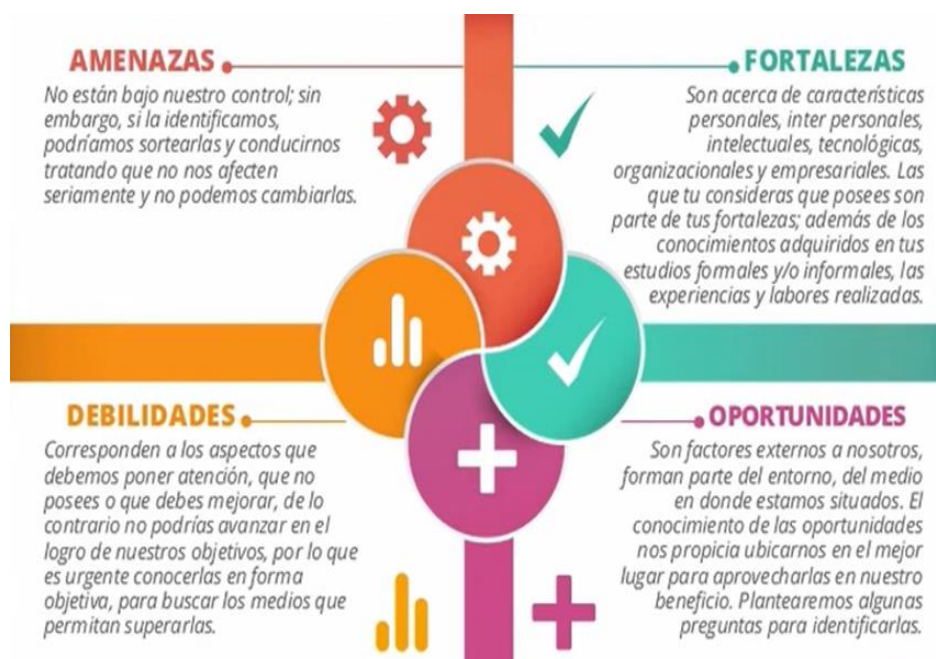 AMENAZAS
No están bajo nuestro control; sin
embargo, si la identificamos,
podríamos sortearlas y conducirnos
tratando que no nos afecten
seriamente y no podemos cambiarlas.
FORTALEZAS
Son acerca de características
personales, inter personales,
intelectuales, tecnológicas,
organizacionales y empresariales. Las
que tu consideras que posees son
parte de tus fortalezas; además de los
conocimientos adquiridos en tus
estudios formales y/o informales, las
experiencias y labores realizadas.
DEBILIDADES
Corresponden a los aspectos que
debemos poner atención, que no
posees o que debes mejorar, de lo
contrario no podrías avanzar en el
logro de nuestros objetivos, por lo que
es urgente conocerlas en forma
objetiva, para buscar los medios que
permitan superarlas.
OPORTUNIDADES
Son factores externos a nosotros,
forman parte del entorno, del medio
en donde estamos situados. El
conocimiento de las oportunidades
nos propicia ubicarnos en el mejor
lugar para aprovecharlas en nuestro
beneficio. Plantearemos algunas
preguntas para identificarlas.